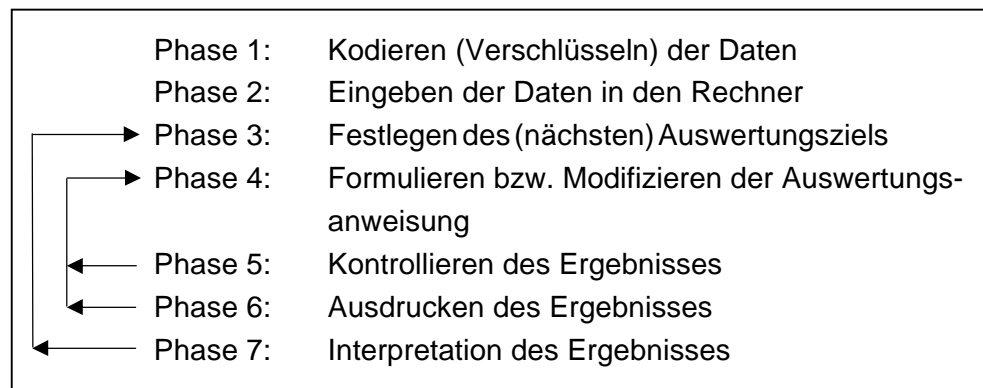 Phase 1: Kodieren (Verschlüsseln) der Daten
Phase 2: Eingeben der Daten in den Rechner
Phase 3: Festlegen des (nächsten) Auswertungsziels
Phase 4: Formulieren bzw. Modifizieren der Auswertungs-
anweisung
Phase 5: Kontrollieren des Ergebnisses
Phase 6: Ausdrucken des Ergebnisses
Phase 7: Interpretation des Ergebnisses